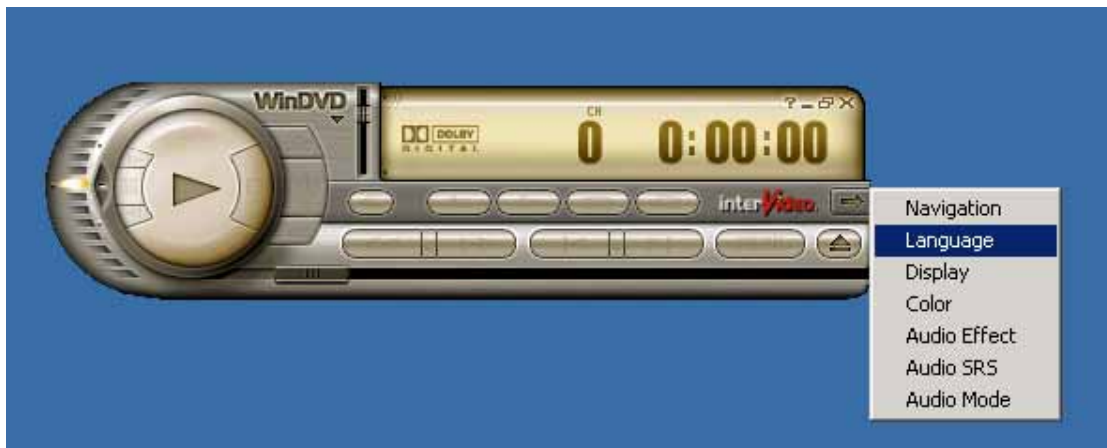 WinDVD
CH
? _ X
DOLBY
DIGITAL
0 0:00:00
interVideo
Navigation
Language
Display
Color
Audio Effect
Audio SRS
Audio Mode